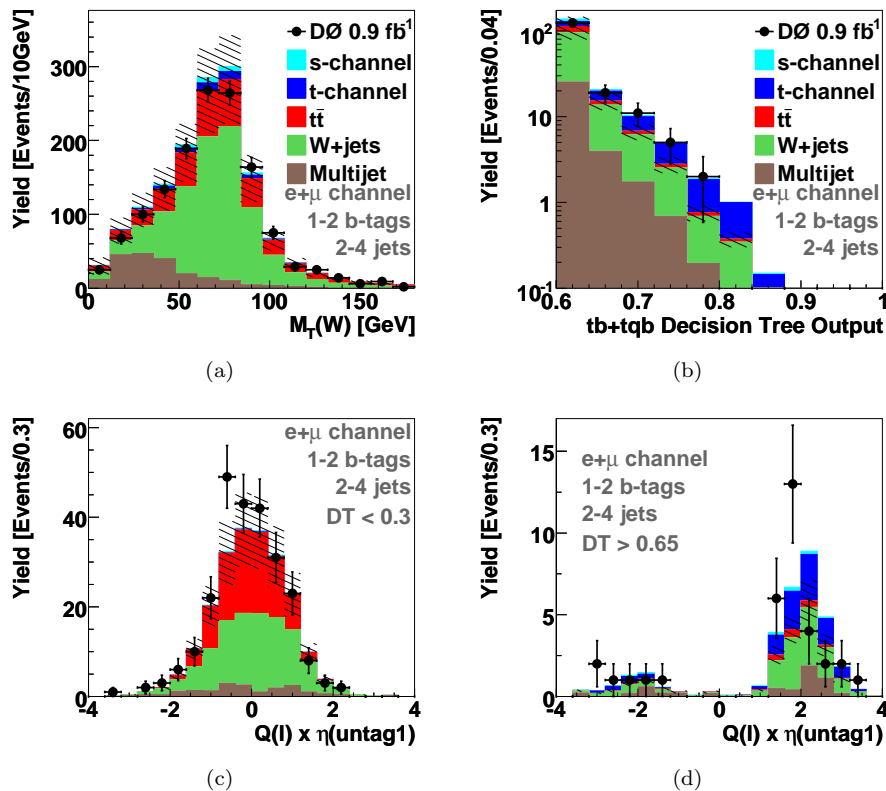 Yield [Events/10GeV]
300
200
100
0
0
50
100
150
M_T(W) [GeV]
DØ 0.9 fb⁻¹
s-channel
t-channel
tt̄
W+jets
Multijet
e+μ channel
1-2 b-tags
2-4 jets
(a)
Yield [Events/0.04]
10²
10
1
10⁻¹
0.6
0.7
0.8
0.9
1
tb+tqb Decision Tree Output
DØ 0.9 fb⁻¹
s-channel
t-channel
tt̄
W+jets
Multijet
e+μ channel
1-2 b-tags
2-4 jets
(b)
Yield [Events/0.3]
60
40
20
0
-4
-2
0
2
4
Q(l) x η(untag1)
e+μ channel
1-2 b-tags
2-4 jets
DT < 0.3
(c)
Yield [Events/0.3]
15
10
5
0
-4
-2
0
2
4
Q(l) x η(untag1)
e+μ channel
1-2 b-tags
2-4 jets
DT > 0.65
(d)